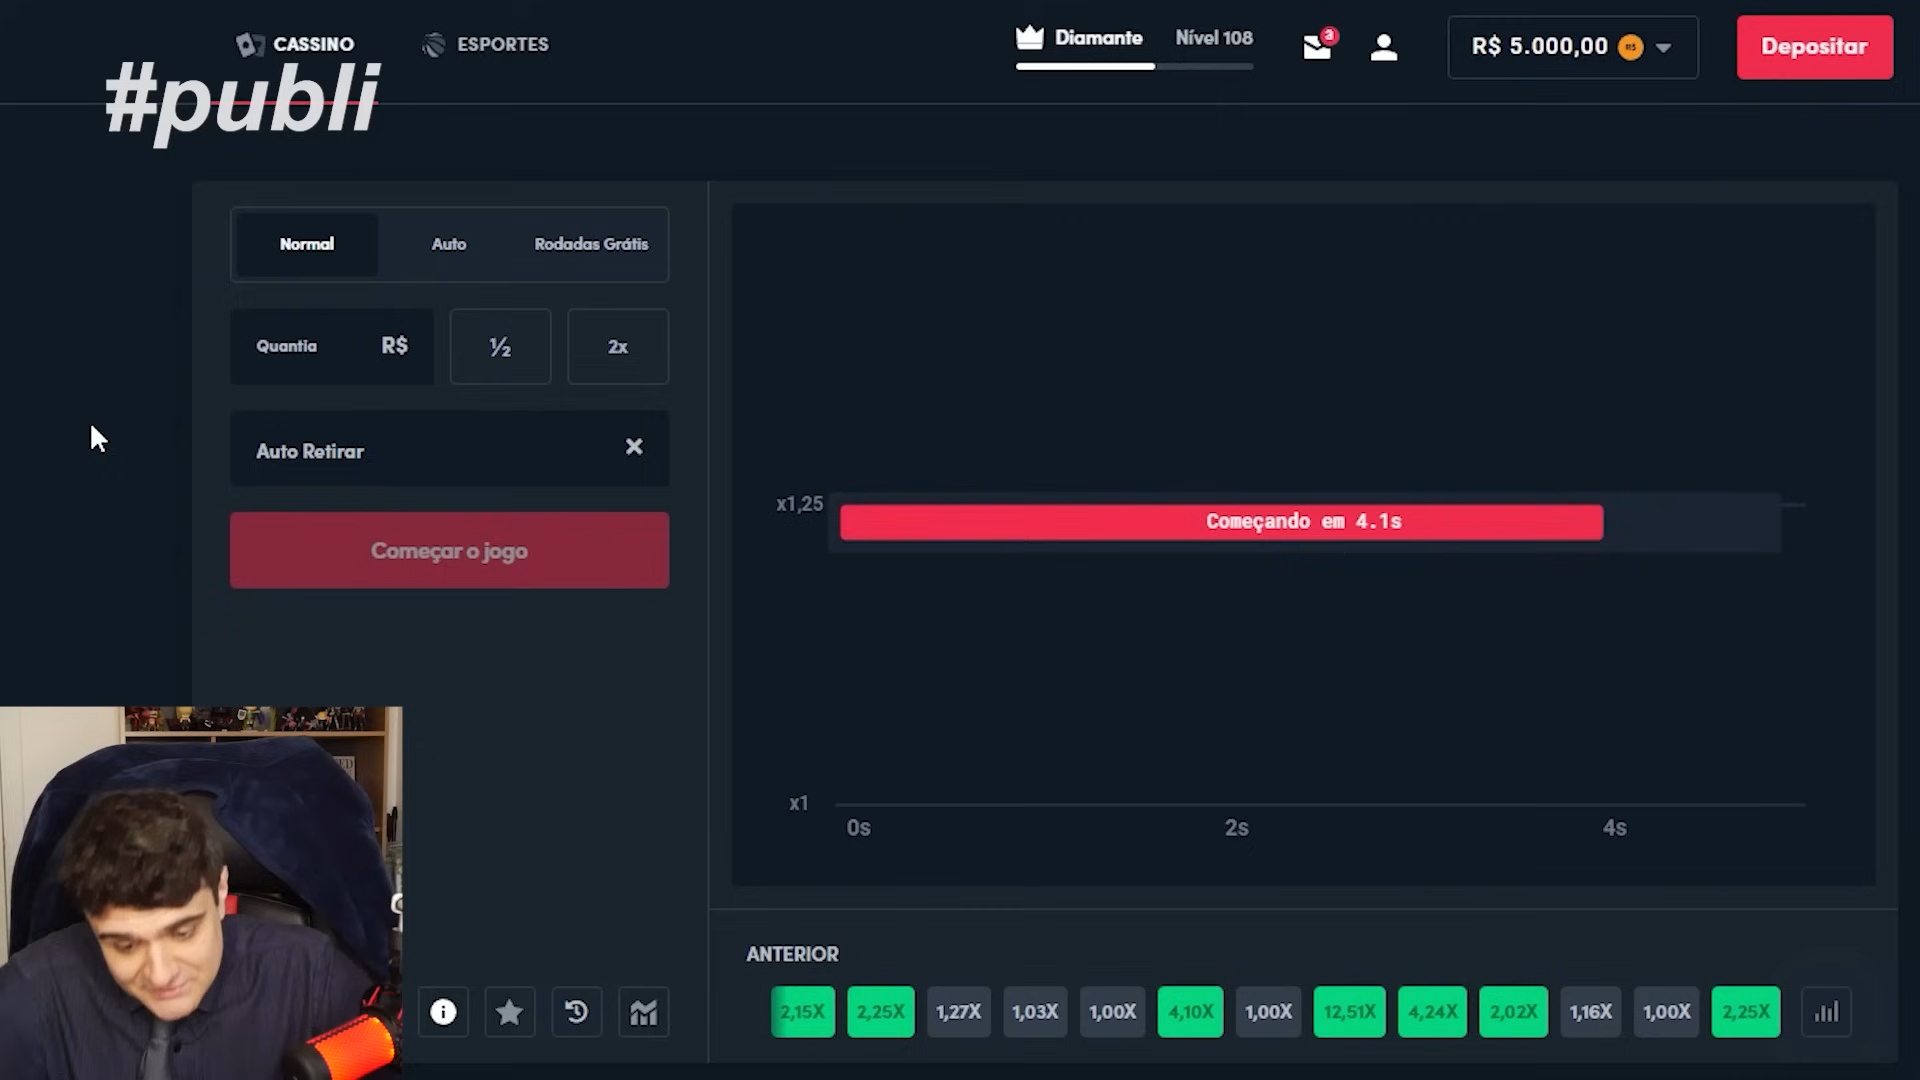 CASSINO
ESPORTES
Diamante
Nível 108
3
R$ 5.000,00
R$
Depositar
#publi
Normal
Auto
Rodadas Grátis
Quantia
R$
½
2x
Auto Retirar
Começar o jogo
x1,25
Começando em 4.1s
x1
0s
2s
4s
ANTERIOR
2,15X
2,25X
1,27X
1,03X
1,00X
4,10X
1,00X
12,51X
4,24X
2,02X
1,16X
1,00X
2,25X